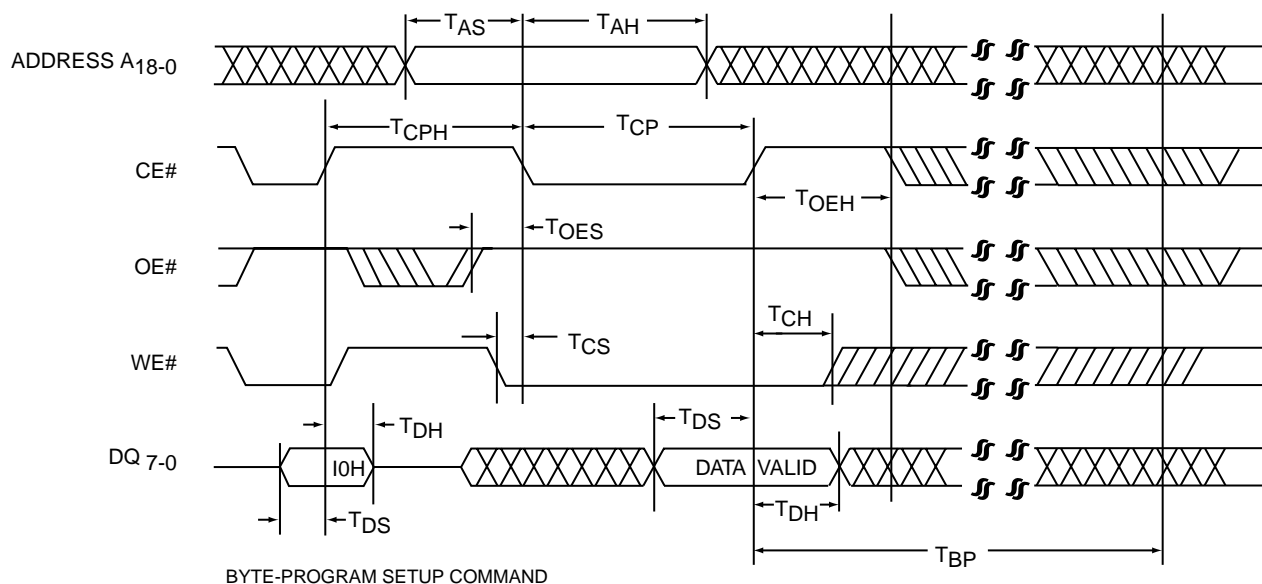 TAS
TAH
ADDRESS A18-0
TCPH
TCP
CE#
TOEH
TOES
OE#
TCH
TCS
WE#
TDS
TDH
DQ 7-0
I0H
DATA VALID
TDH
TDS
TBP
BYTE-PROGRAM SETUP COMMAND